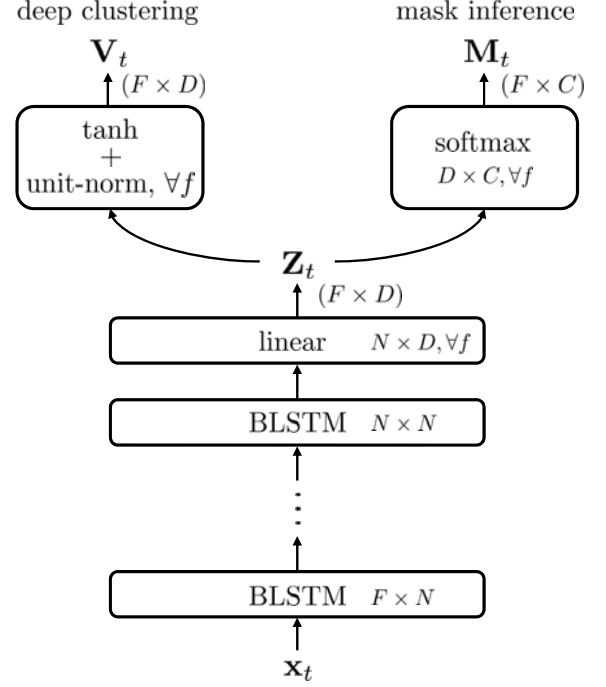 deep clustering
mask inference
V_t
M_t
(F × D)
(F × C)
tanh
+
unit-norm, ∀f
softmax
D × C, ∀f
Z_t
(F × D)
linear N × D, ∀f
BLSTM N × N
⋮
BLSTM F × N
x_t